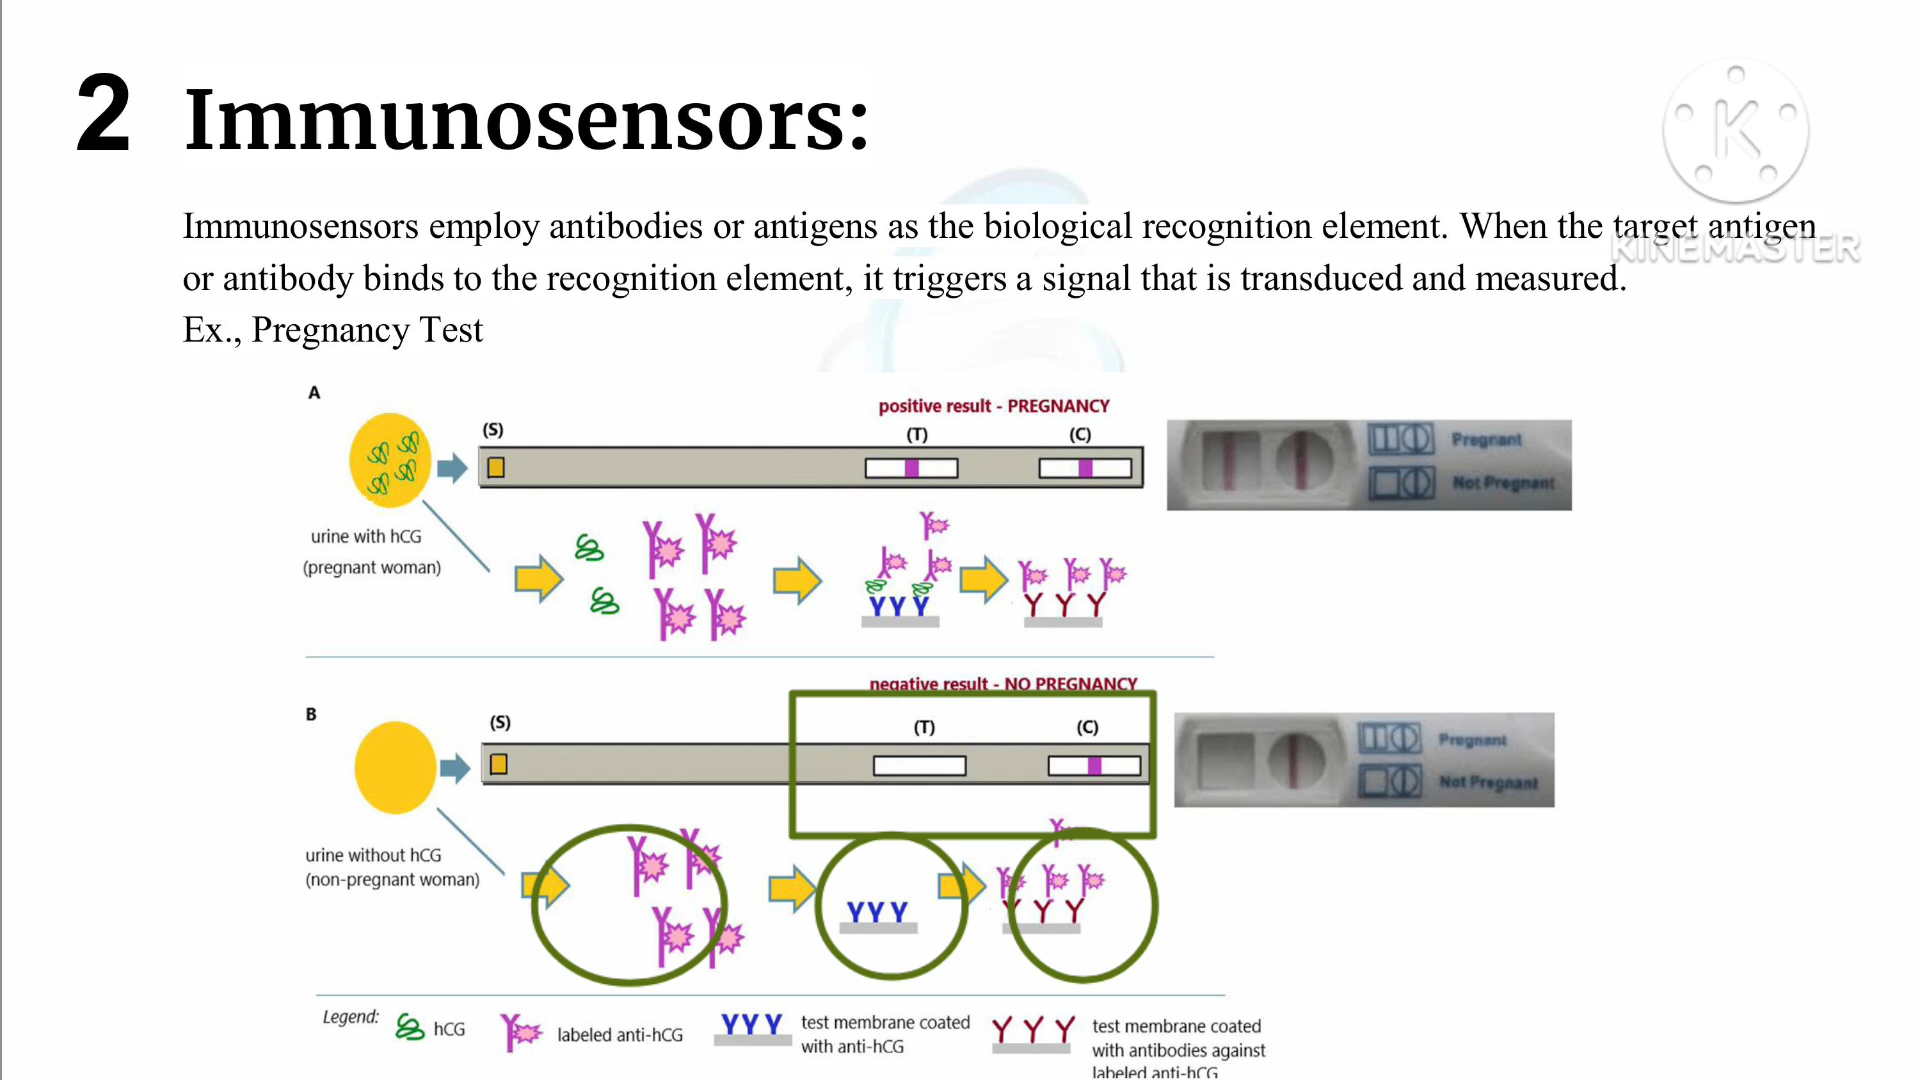 2 Immunosensors:
K
KINEMASTER
Immunosensors employ antibodies or antigens as the biological recognition element. When the target antigen
or antibody binds to the recognition element, it triggers a signal that is transduced and measured.
Ex., Pregnancy Test
A
positive result - PREGNANCY
(S)
(T)
(C)
Pregnant
Not Pregnant
urine with hCG
(pregnant woman)
negative result - NO PREGNANCY
B
(S)
(T)
(C)
Pregnant
Not Pregnant
urine without hCG
(non-pregnant woman)
Legend:
hCG
labeled anti-hCG
test membrane coated
with anti-hCG
test membrane coated
with antibodies against
labeled anti-hCG